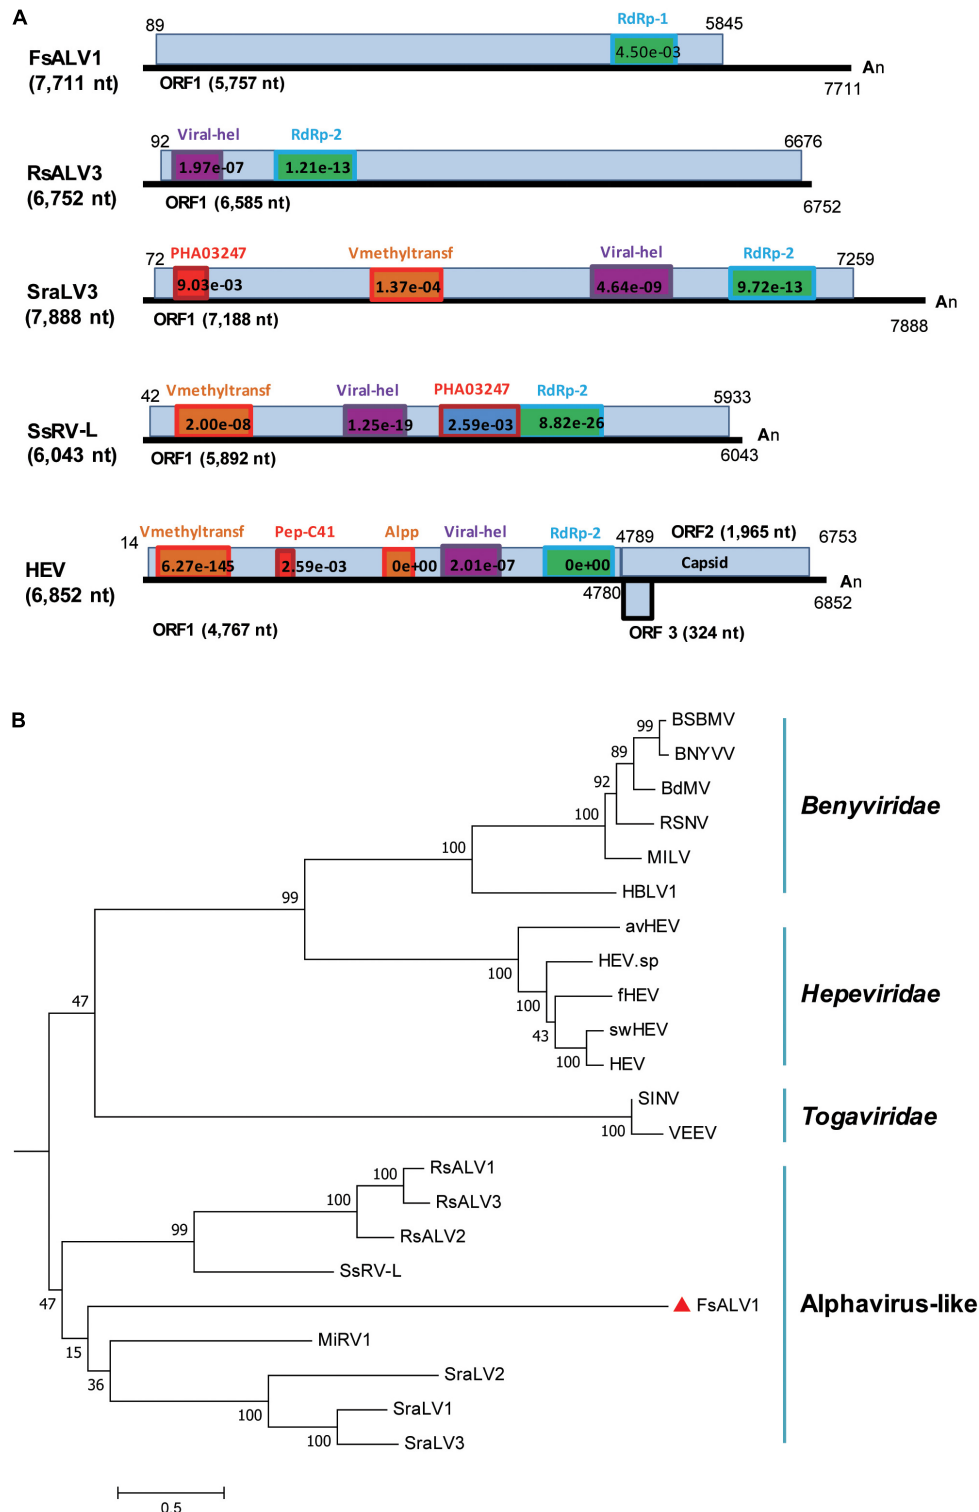 A
89
RdRp-1
5845
FsALV1
(7,711 nt)
4.50e-03
ORF1 (5,757 nt)
An
7711
92
Viral-hel
RdRp-2
6676
RsALV3
(6,752 nt)
1.97e-07
1.21e-13
ORF1 (6,585 nt)
6752
72
PHA03247
Vmethyltransf
Viral-hel
RdRp-2
7259
SraLV3
(7,888 nt)
9.03e-03
1.37e-04
4.64e-09
9.72e-13
ORF1 (7,188 nt)
An
7888
42
Vmethyltransf
Viral-hel
PHA03247
RdRp-2
5933
SsRV-L
(6,043 nt)
2.00e-08
1.25e-19
2.59e-03
8.82e-26
ORF1 (5,892 nt)
An
6043
14
Vmethyltransf
Pep-C41
Alpp
Viral-hel
RdRp-2
4789
ORF2 (1,965 nt)
6753
HEV
(6,852 nt)
6.27e-145
2.59e-03
0e+00
2.01e-07
0e+00
Capsid
An
4780
6852
ORF1 (4,767 nt)
ORF 3 (324 nt)
B
99
BSBMV
BNYVV
89
BdMV
92
RSNV
100
MILV
100
HBLV1
Benyviridae
99
avHEV
100
HEV.sp
100
fHEV
43
swHEV
100
HEV
Hepeviridae
47
SINV
100
VEEV
Togaviridae
100
RsALV1
RsALV3
100
RsALV2
99
SsRV-L
47
FsALV1
Alphavirus-like
15
MiRV1
36
SraLV2
100
SraLV1
100
SraLV3
0.5